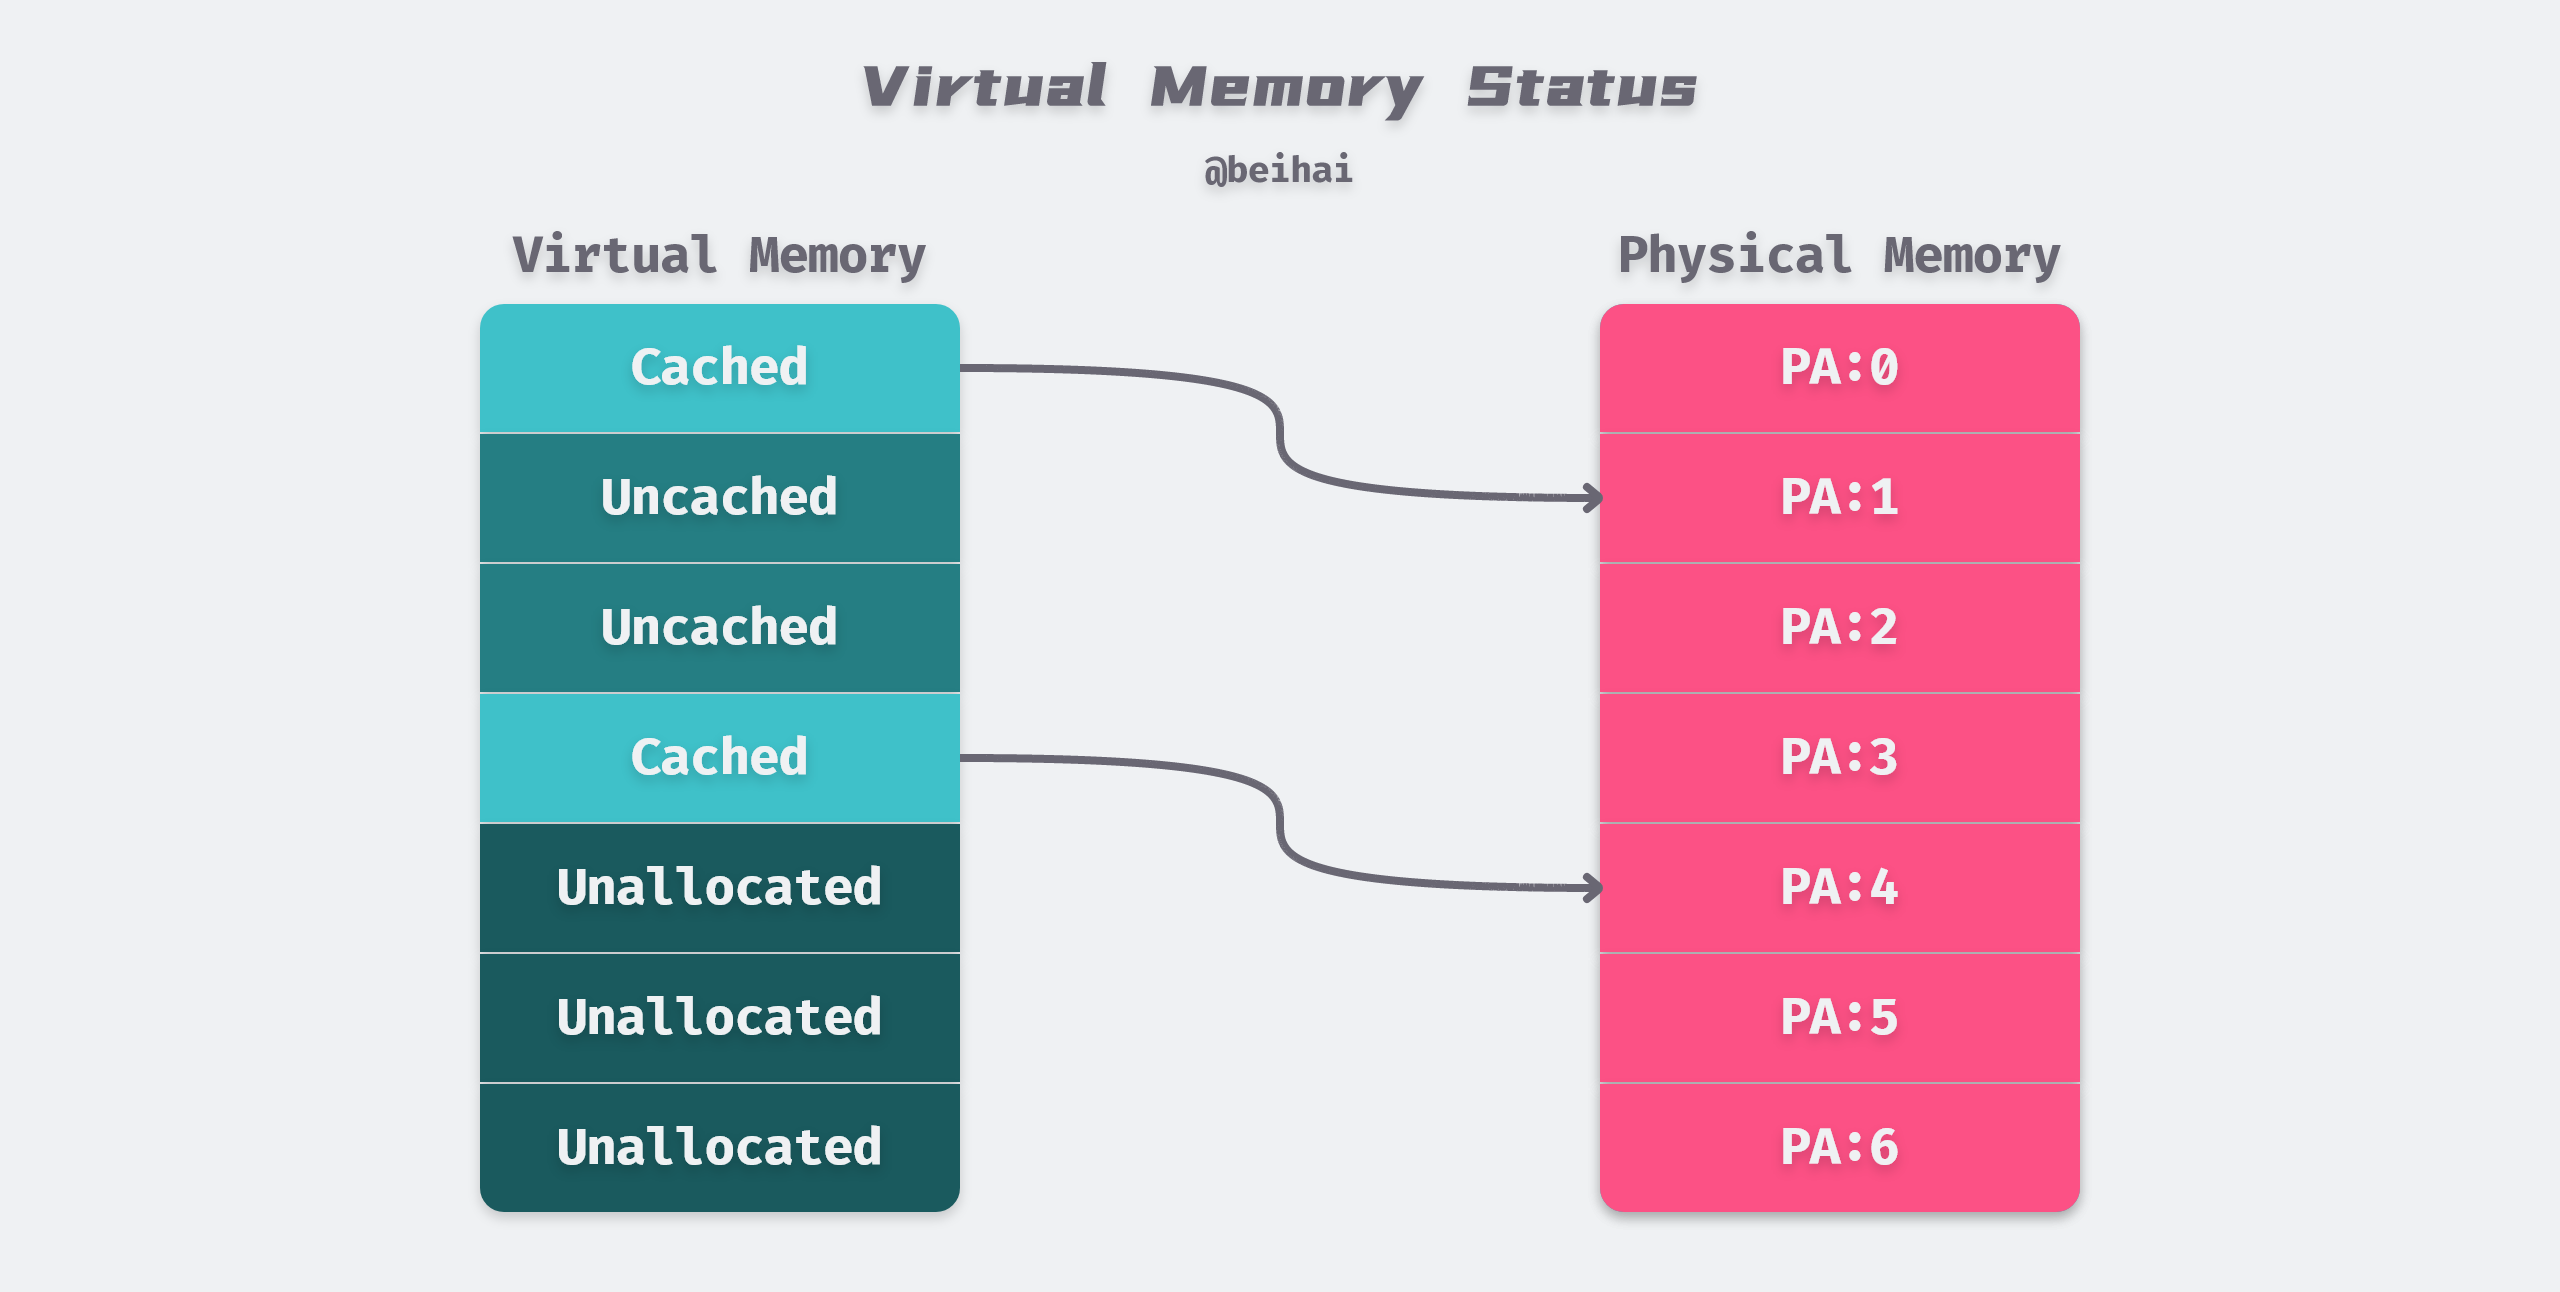 Virtual Memory Status
@beihai
Virtual Memory
Cached
Uncached
Uncached
Cached
Unallocated
Unallocated
Unallocated
Physical Memory
PA:0
PA:1
PA:2
PA:3
PA:4
PA:5
PA:6